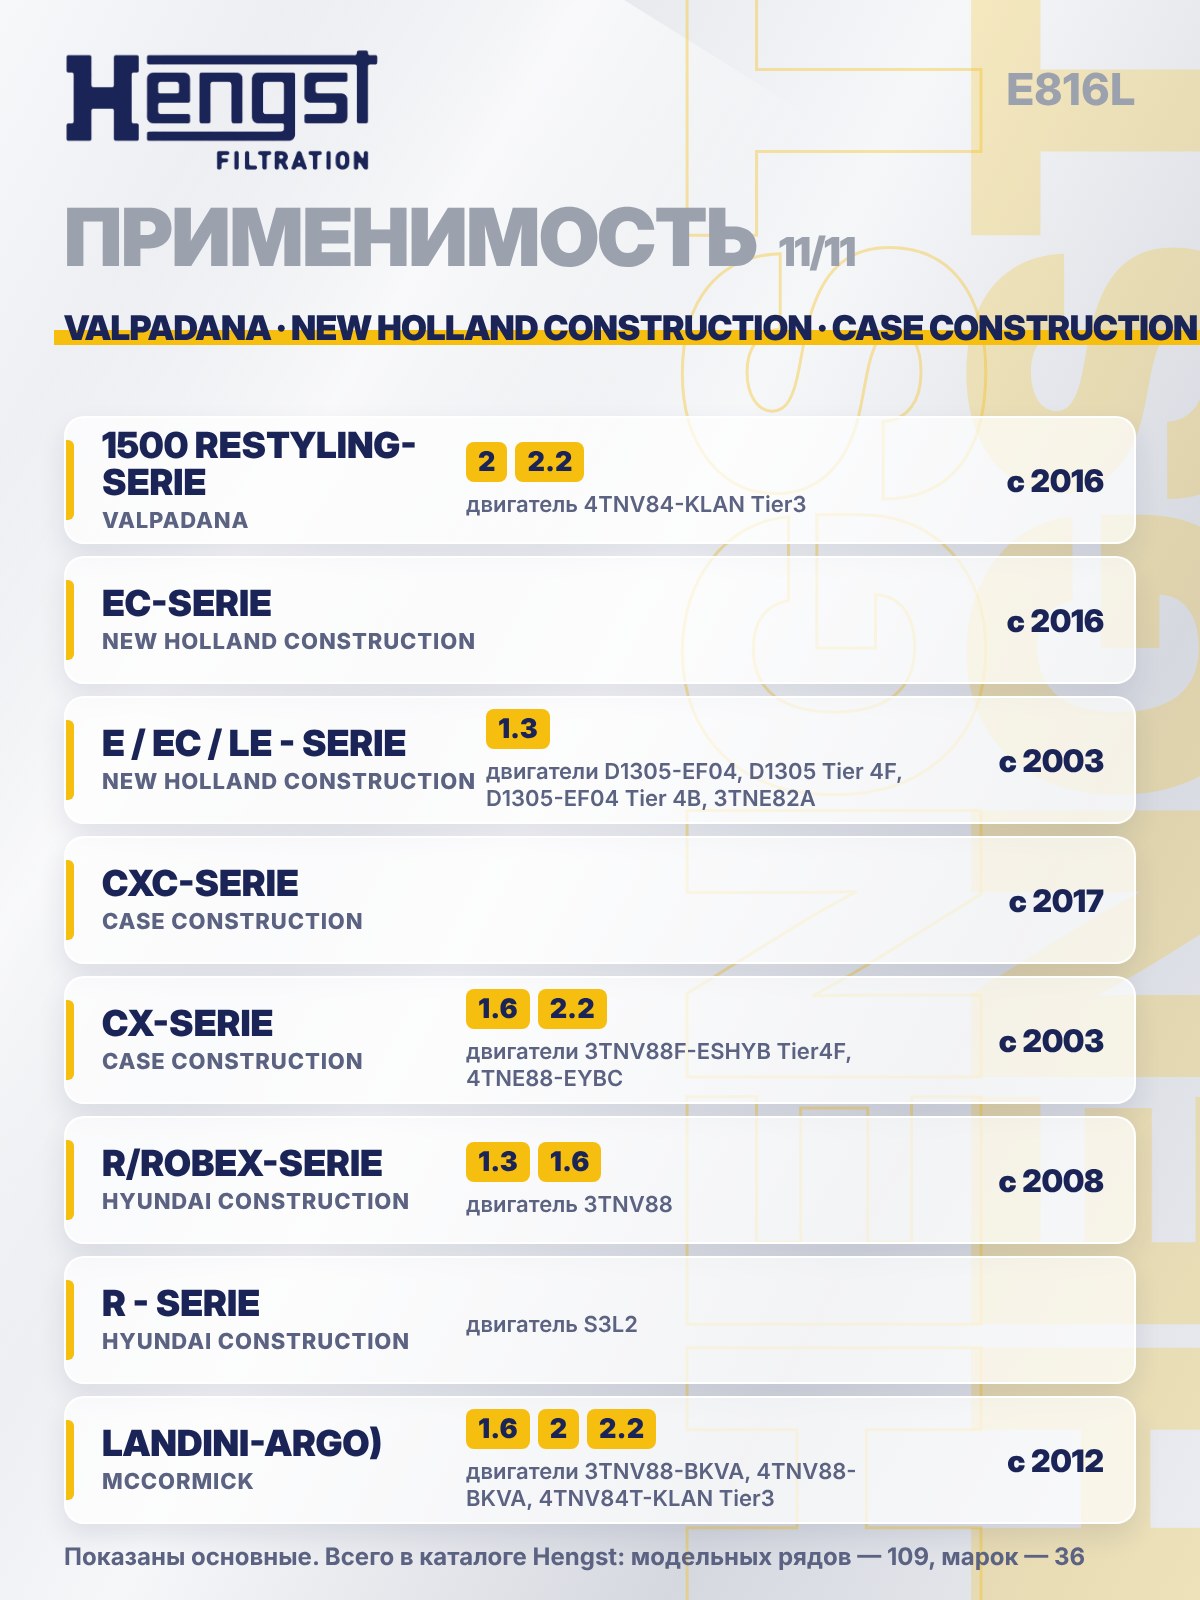 Hengst
FILTRATION
E816L
ПРИМЕНИМОСТЬ 11/11
VALPADANA · NEW HOLLAND CONSTRUCTION · CASE CONSTRUCTION
1500 RESTYLING-
SERIE
VALPADANA
2 2.2
двигатель 4TNV84-KLAN Tier3
с 2016
EC-SERIE
NEW HOLLAND CONSTRUCTION
с 2016
E / EC / LE - SERIE
NEW HOLLAND CONSTRUCTION
1.3
двигатели D1305-EF04, D1305 Tier 4F,
D1305-EF04 Tier 4B, 3TNE82A
с 2003
CXC-SERIE
CASE CONSTRUCTION
с 2017
CX-SERIE
CASE CONSTRUCTION
1.6 2.2
двигатели 3TNV88F-ESHYB Tier4F,
4TNE88-EYBC
с 2003
R/ROBEX-SERIE
HYUNDAI CONSTRUCTION
1.3 1.6
двигатель 3TNV88
с 2008
R - SERIE
HYUNDAI CONSTRUCTION
двигатель S3L2
LANDINI-ARGO)
MCCORMICK
1.6 2 2.2
двигатели 3TNV88-BKVA, 4TNV88-
BKVA, 4TNV84T-KLAN Tier3
с 2012
Показаны основные. Всего в каталоге Hengst: модельных рядов — 109, марок — 36
HENGST